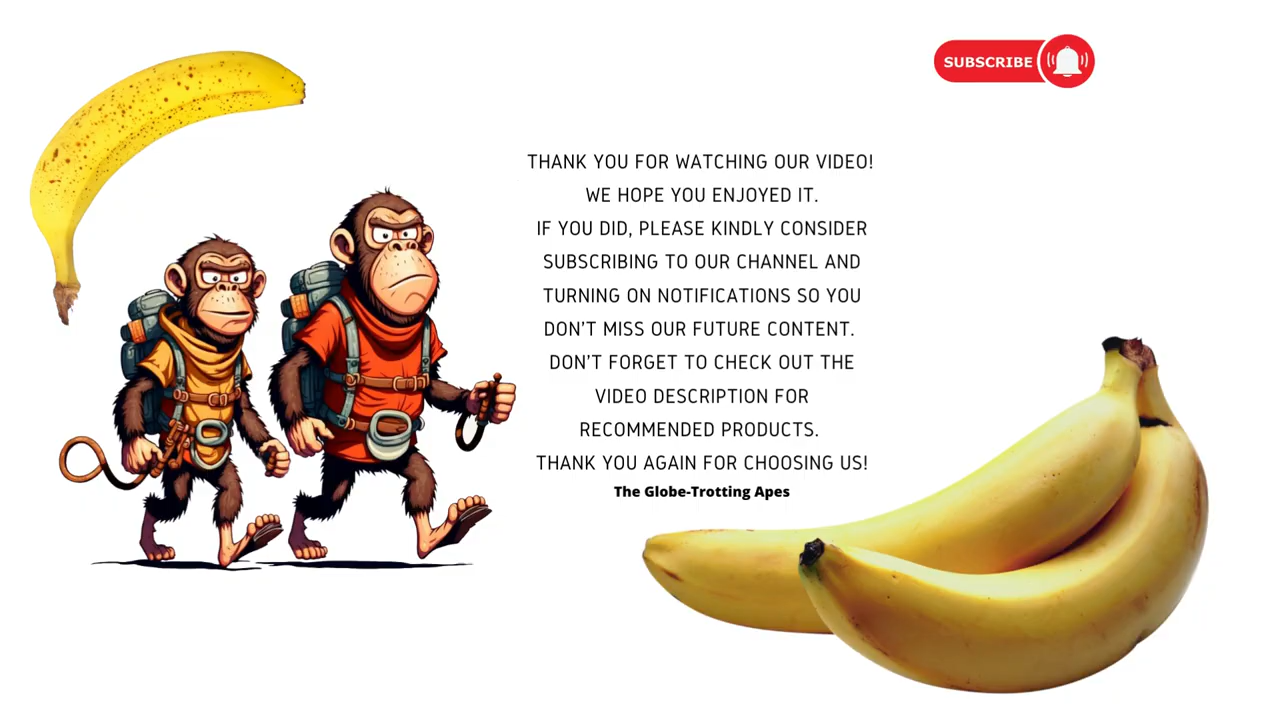 SUBSCRIBE
THANK YOU FOR WATCHING OUR VIDEO!
WE HOPE YOU ENJOYED IT.
IF YOU DID, PLEASE KINDLY CONSIDER
SUBSCRIBING TO OUR CHANNEL AND
TURNING ON NOTIFICATIONS SO YOU
DON'T MISS OUR FUTURE CONTENT.
DON'T FORGET TO CHECK OUT THE
VIDEO DESCRIPTION FOR
RECOMMENDED PRODUCTS.
THANK YOU AGAIN FOR CHOOSING US!
The Globe-Trotting Apes